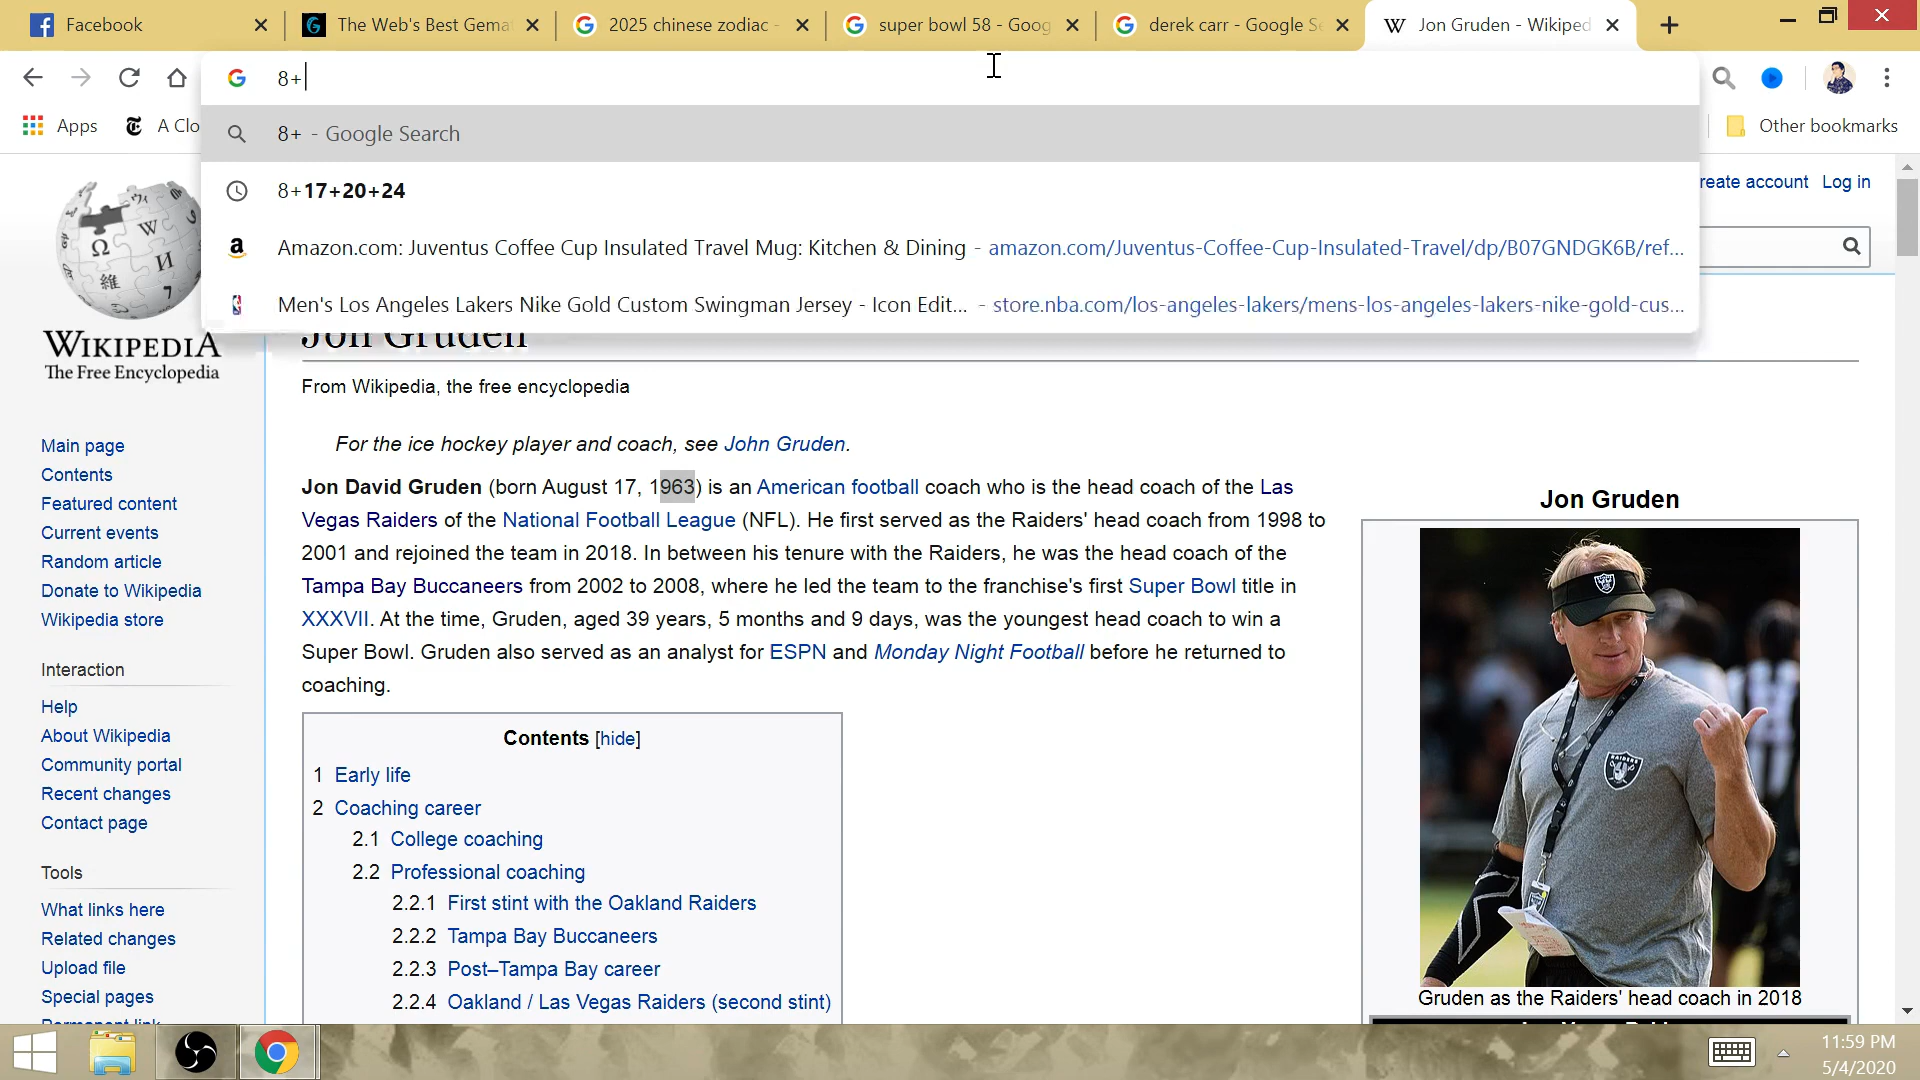 Facebook
The Web's Best Gemat
2025 chinese zodiac -
super bowl 58 - Goog
derek carr - Google Se
Jon Gruden - Wikiped
8+
Apps
A Clo
Other bookmarks
8+ - Google Search
8+17+20+24
Amazon.com: Juventus Coffee Cup Insulated Travel Mug: Kitchen & Dining - amazon.com/Juventus-Coffee-Cup-Insulated-Travel/dp/B07GNDGK6B/ref...
Men's Los Angeles Lakers Nike Gold Custom Swingman Jersey - Icon Edit... - store.nba.com/los-angeles-lakers/mens-los-angeles-lakers-nike-gold-cus...
reate account Log in
WIKIPEDIA
The Free Encyclopedia
Main page
Contents
Featured content
Current events
Random article
Donate to Wikipedia
Wikipedia store
Interaction
Help
About Wikipedia
Community portal
Recent changes
Contact page
Tools
What links here
Related changes
Upload file
Special pages
Permanent link
Jon Gruden
From Wikipedia, the free encyclopedia
For the ice hockey player and coach, see John Gruden.
Jon David Gruden (born August 17, 1963) is an American football coach who is the head coach of the Las
Vegas Raiders of the National Football League (NFL). He first served as the Raiders' head coach from 1998 to
2001 and rejoined the team in 2018. In between his tenure with the Raiders, he was the head coach of the
Tampa Bay Buccaneers from 2002 to 2008, where he led the team to the franchise's first Super Bowl title in
XXXVII. At the time, Gruden, aged 39 years, 5 months and 9 days, was the youngest head coach to win a
Super Bowl. Gruden also served as an analyst for ESPN and Monday Night Football before he returned to
coaching.
Contents [hide]
1 Early life
2 Coaching career
2.1 College coaching
2.2 Professional coaching
2.2.1 First stint with the Oakland Raiders
2.2.2 Tampa Bay Buccaneers
2.2.3 Post–Tampa Bay career
2.2.4 Oakland / Las Vegas Raiders (second stint)
Jon Gruden
Gruden as the Raiders' head coach in 2018
11:59 PM
5/4/2020